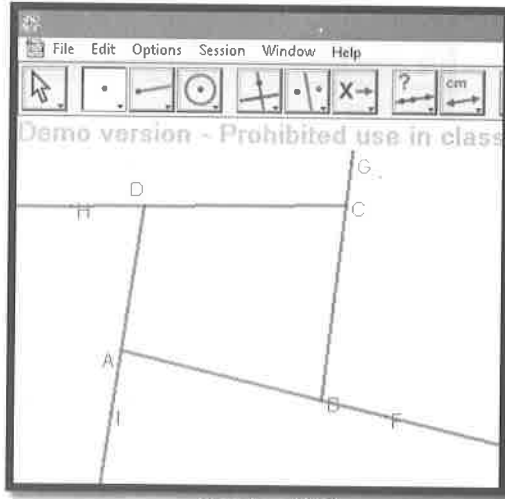 File Edit Options Session Window Help
? cm
X
Demo version - Prohibited use in class
G
D
H
C
A
B
F
I